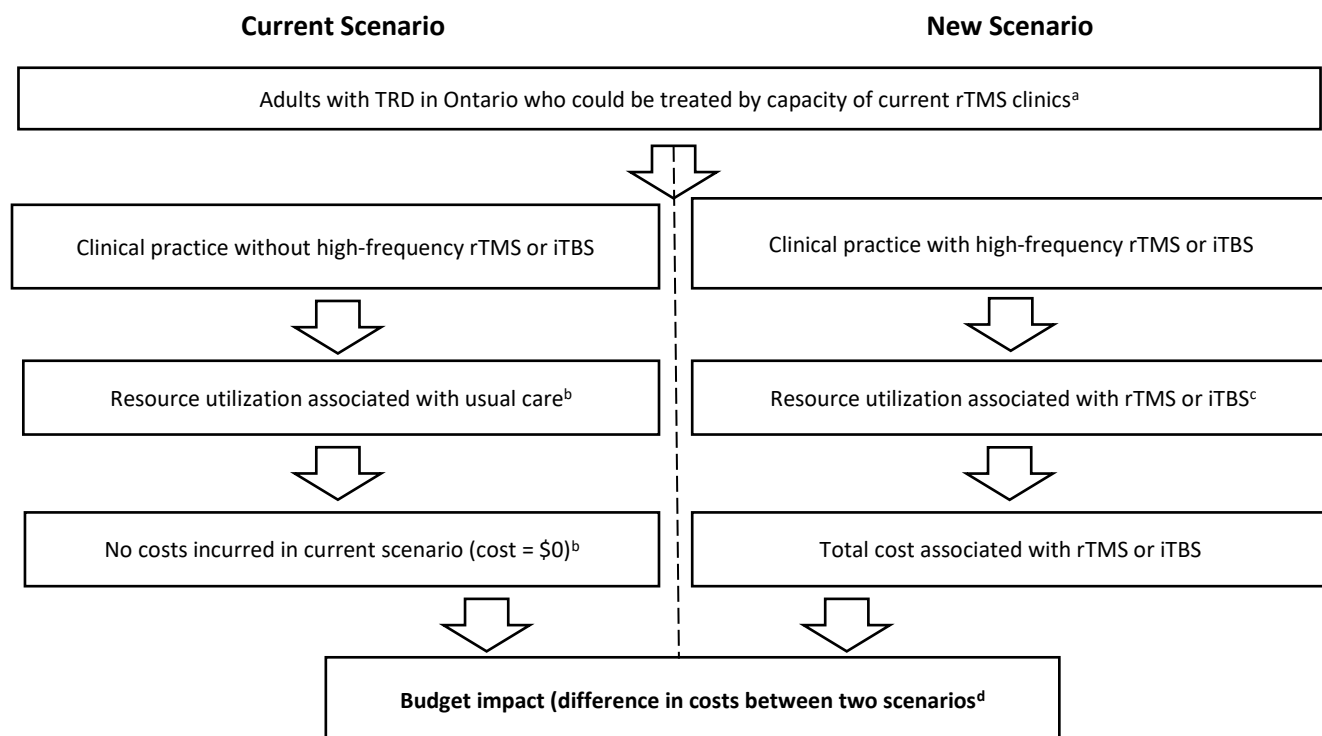 Current Scenario
New Scenario
Adults with TRD in Ontario who could be treated by capacity of current rTMS clinicsᵃ
Clinical practice without high-frequency rTMS or iTBS
Clinical practice with high-frequency rTMS or iTBS
Resource utilization associated with usual careᵇ
Resource utilization associated with rTMS or iTBSᶜ
No costs incurred in current scenario (cost = $0)ᵇ
Total cost associated with rTMS or iTBS
Budget impact (difference in costs between two scenariosᵈ